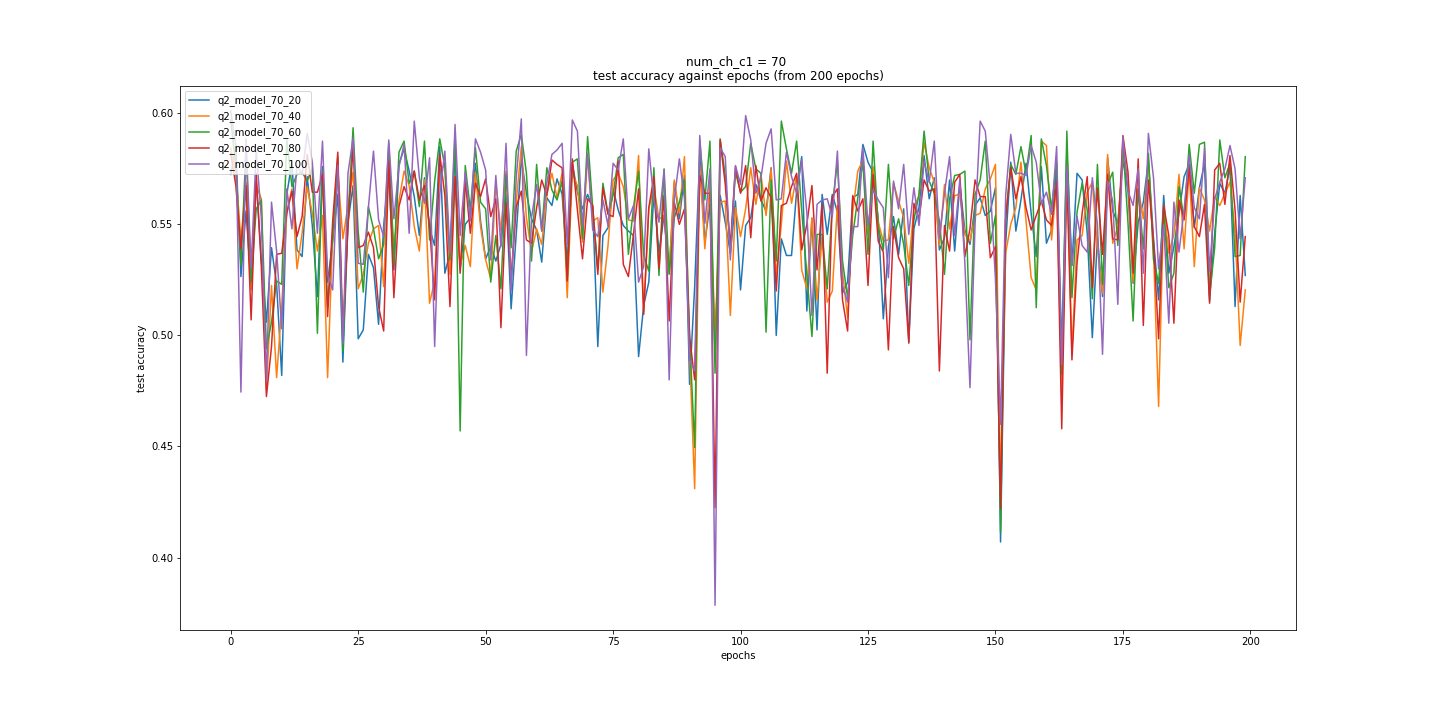 num_ch_c1 = 70
test accuracy against epochs (from 200 epochs)
q2_model_70_20
q2_model_70_40
q2_model_70_60
q2_model_70_80
q2_model_70_100
0.60
0.55
0.50
0.45
0.40
test accuracy
0
25
50
75
100
125
150
175
200
epochs